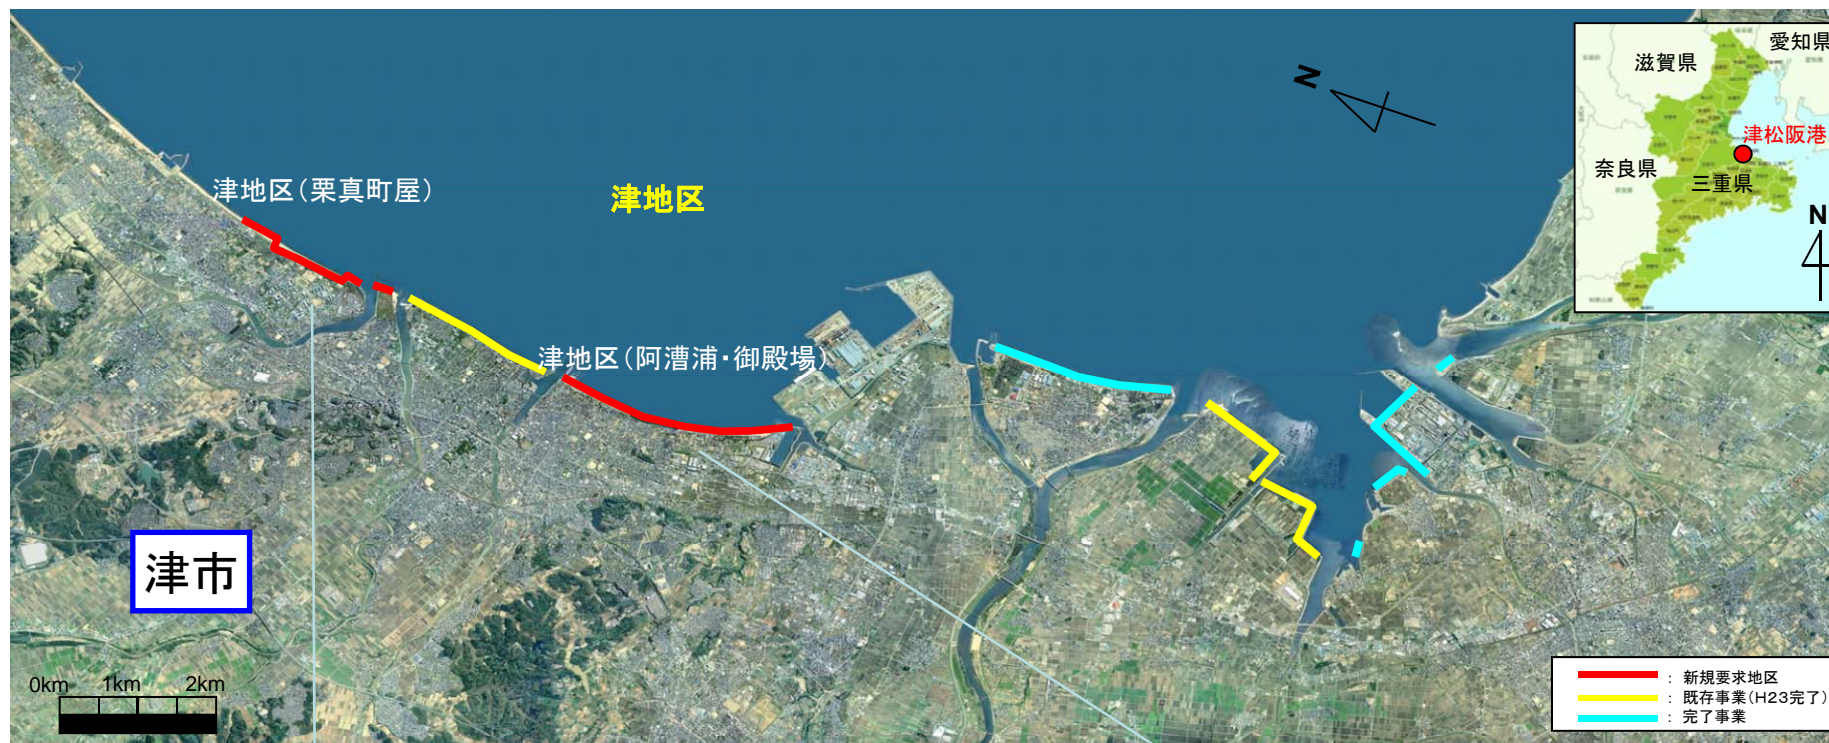 愛知県
滋賀県
N
津松阪港
奈良県
三重県
N
津地区(栗真町屋)
津地区
津地区(阿漕浦・御殿場)
津市
0km 1km 2km
: 新規要求地区
: 既存事業(H23完了)
: 完了事業